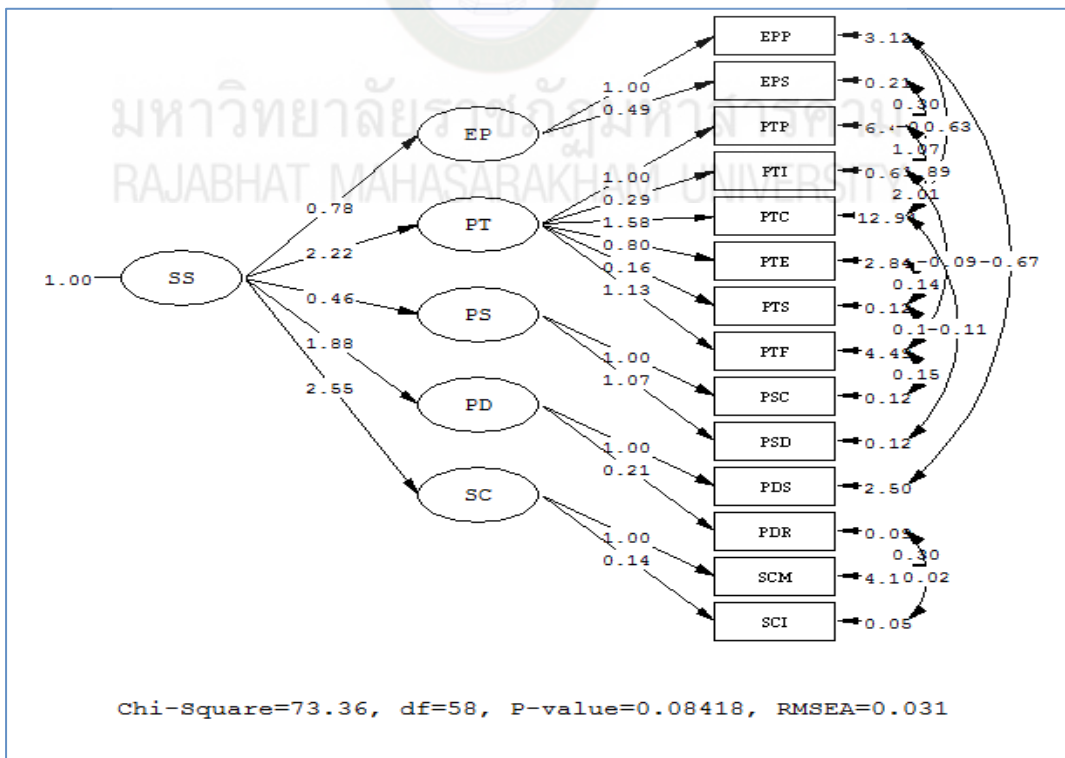 EPP 3.12
1.00
EPS 0.21
0.49
0.30
มหาวิทยาลัยราชภัฏมหาสารคาม
EP
PTP 0.63
1.07
RAJABHAT MAHASARAKHAM UNIVERSITY
1.00
PTI
0.29
2.01
0.78
PT
1.58
PTC
2.22
0.80
PTE 2.84 -0.09 -0.67
1.00 SS
0.16
0.14
0.46
1.13
PTS 0.12
PS
-0.11
1.88
1.00
PTF 4.49
1.07
0.15
2.55
PSC 0.12
PD
PSD 0.12
1.00
0.21
PDS 2.50
SC
PDR 0.09
1.00
0.30
0.14
SCM 0.02
SCI 0.05
Chi-Square=73.36, df=58, P-value=0.08418, RMSEA=0.031